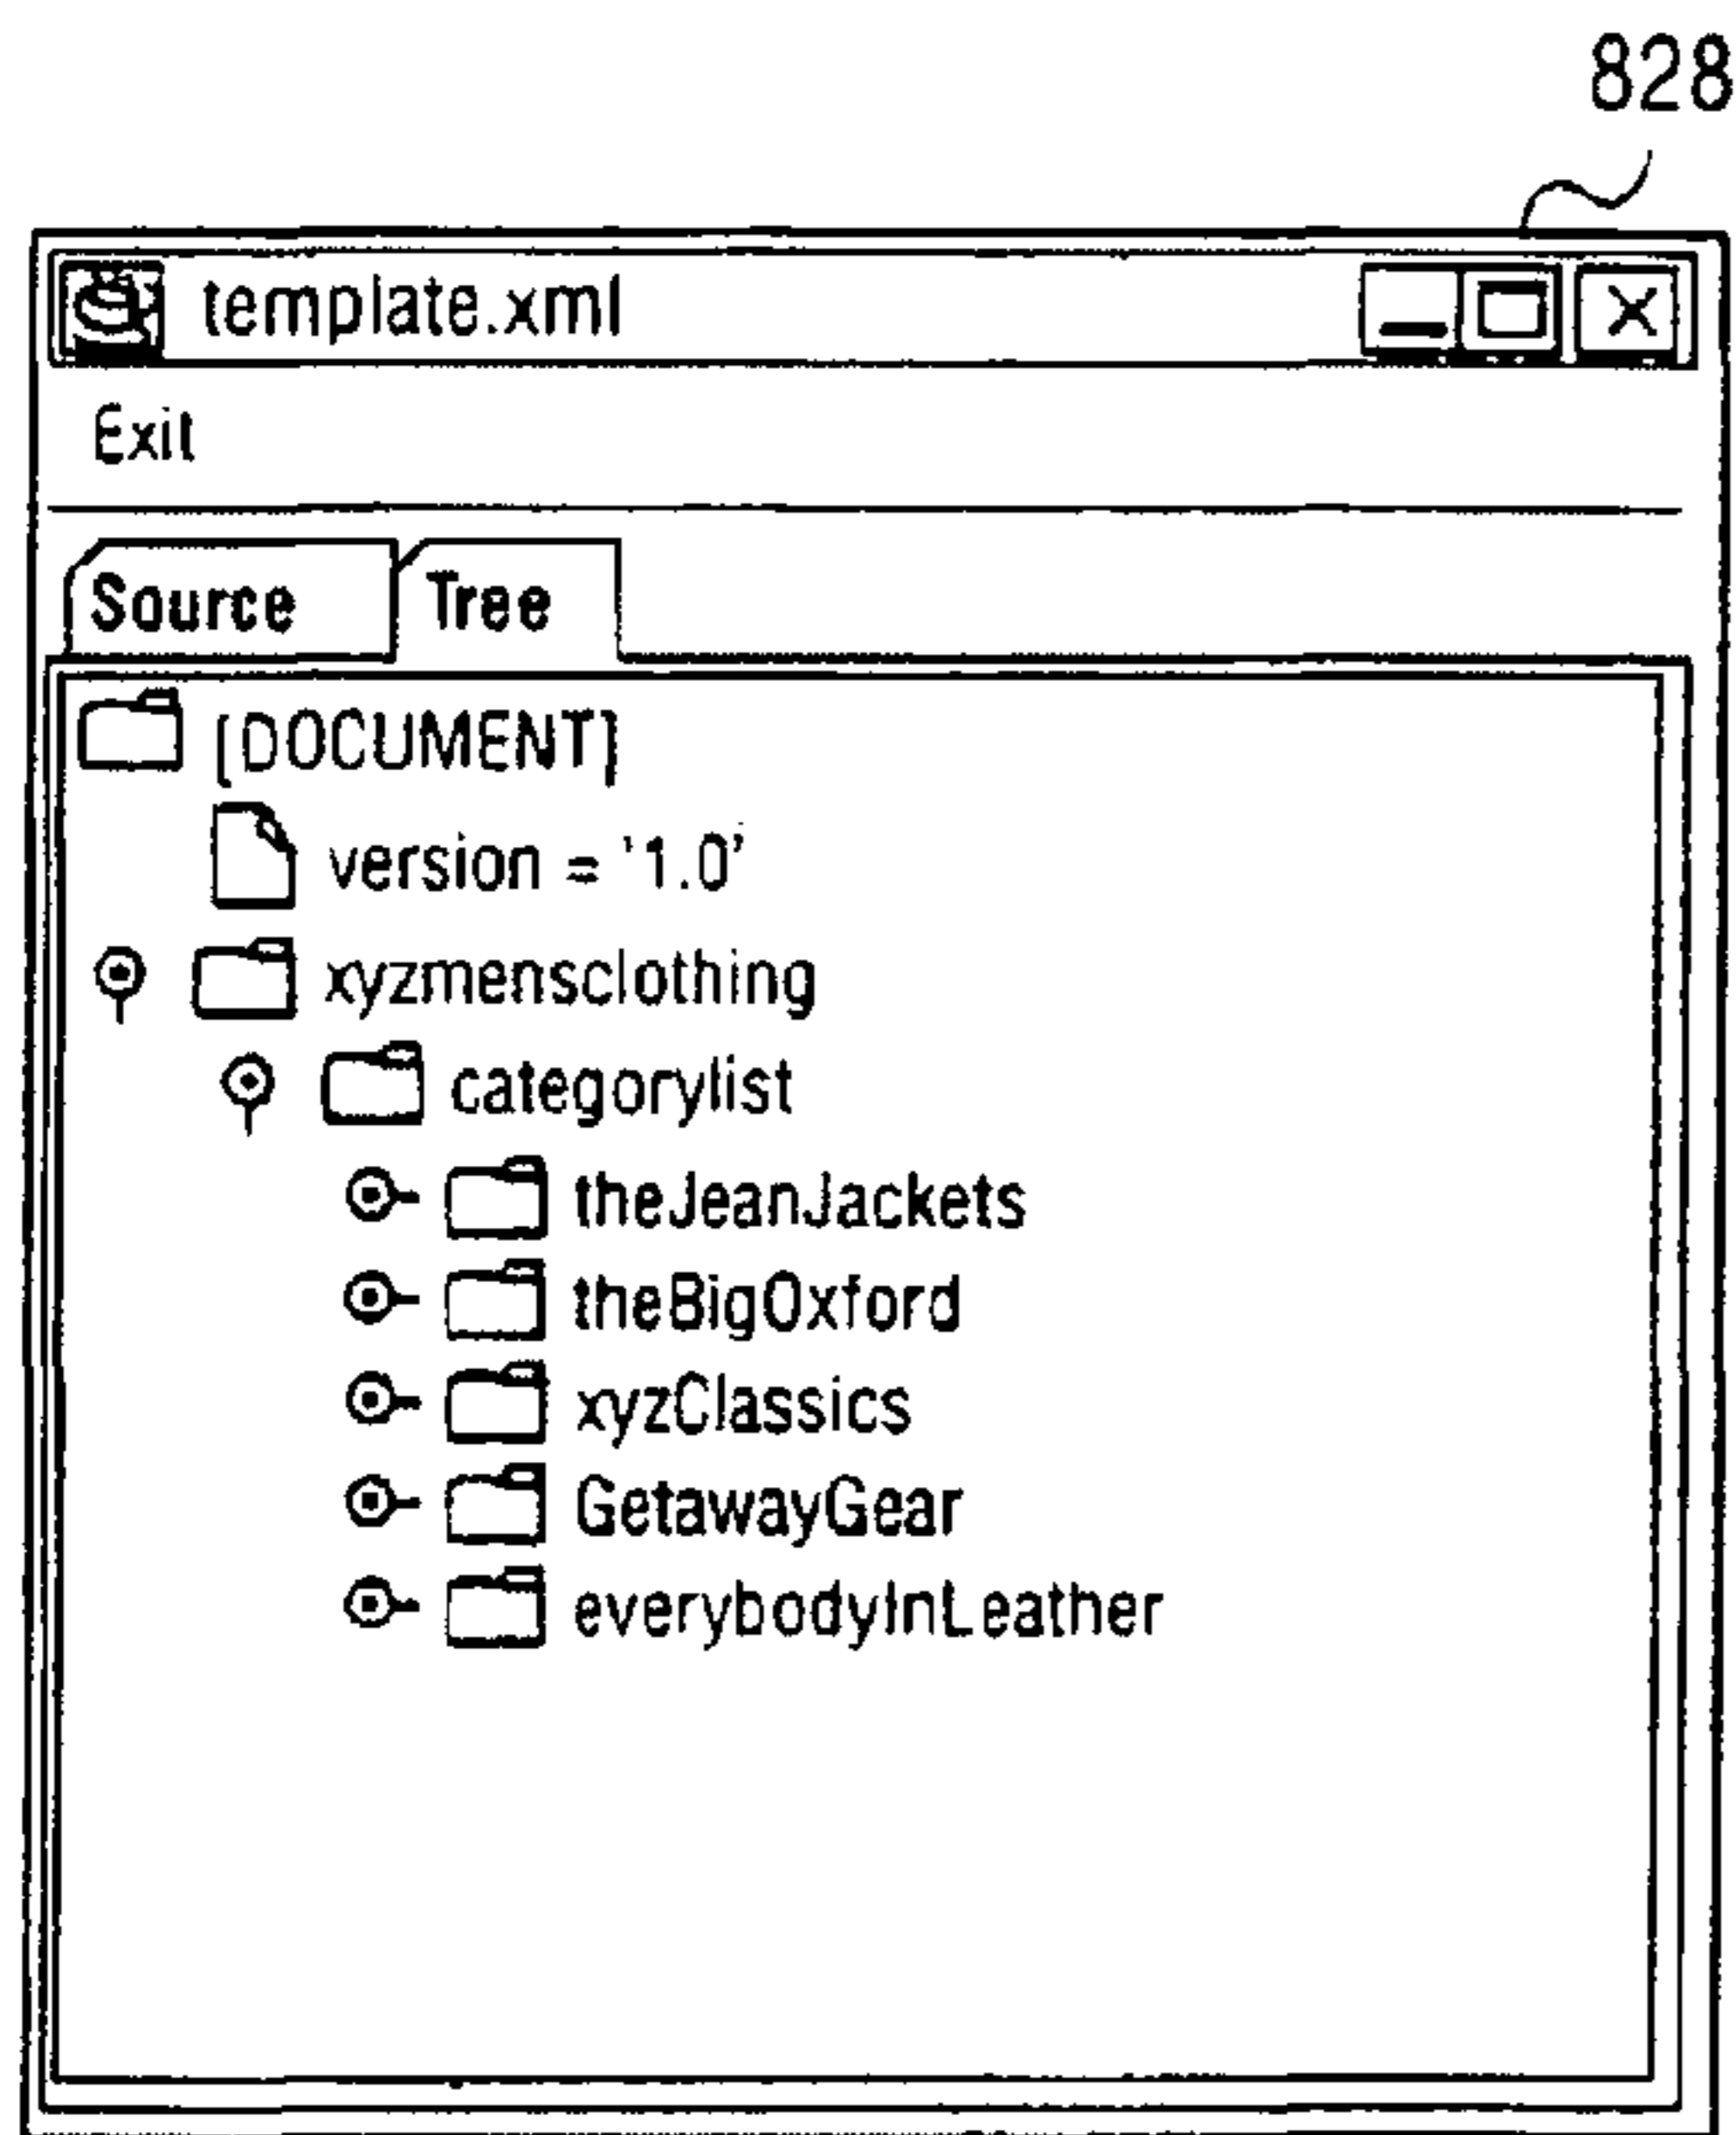 828
template.xml
Exit
Source Tree
[DOCUMENT]
version = '1.0'
xyzmensclothing
categorylist
theJeanJackets
theBigOxford
xyzClassics
GetawayGear
everybodyInLeather